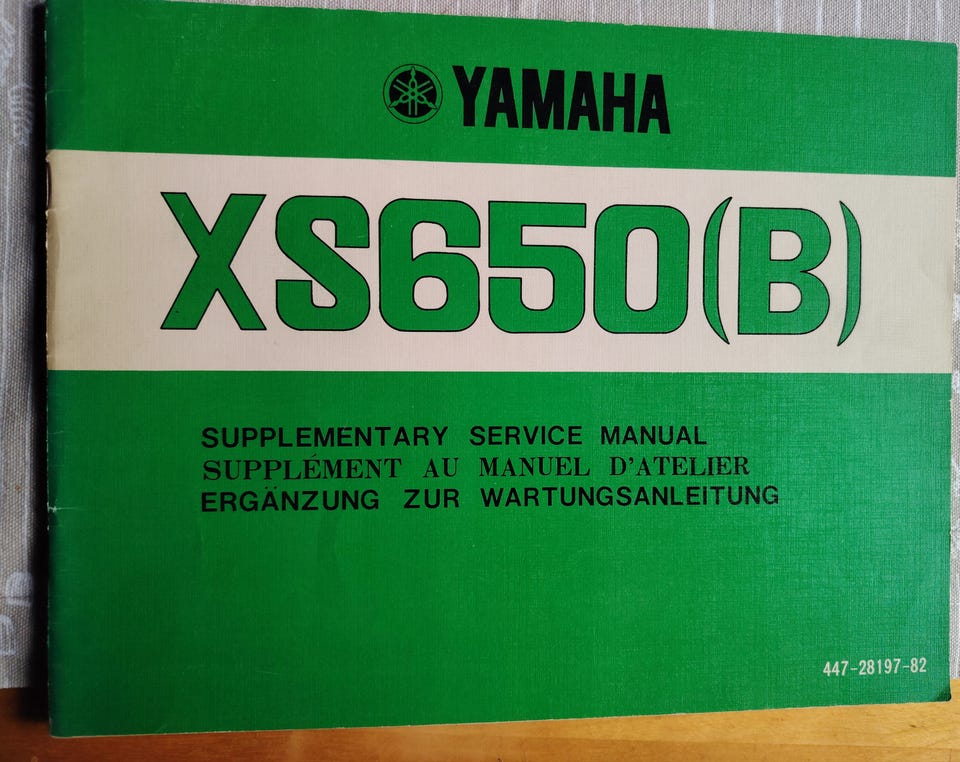 YAMAHA
XS650(B)
SUPPLEMENTARY SERVICE MANUAL
SUPPLÉMENT AU MANUEL D'ATELIER
ERGÄNZUNG ZUR WARTUNGSANLEITUNG
447-28197-82